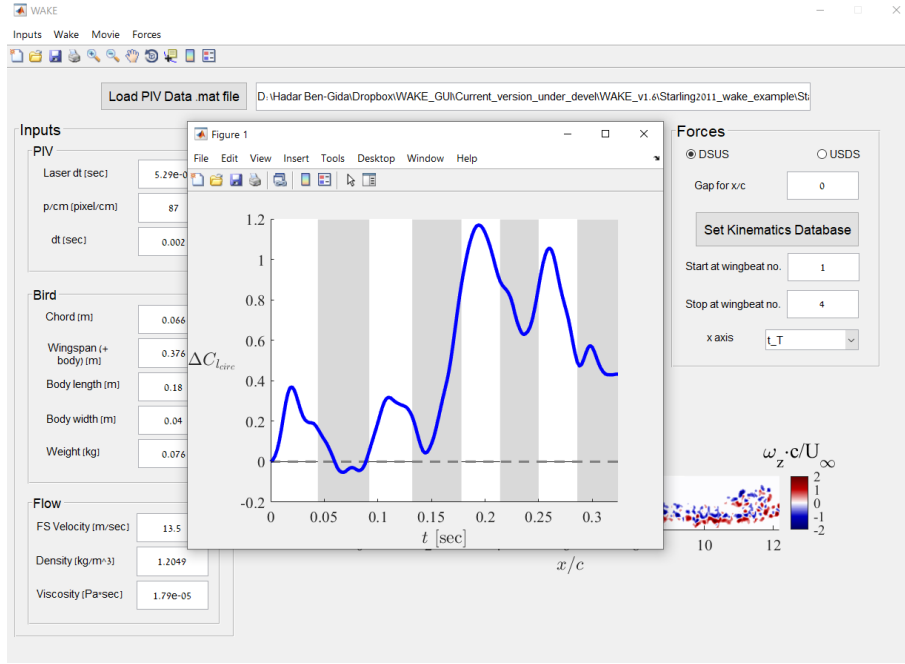 WAKE
Inputs Wake Movie Forces
Load PIV Data .mat file
D:\Hadar Ben-Gida\Dropbox\WAKE_GUI\Current_version_under_devel\WAKE_v1.6\Starling2011_wake_example\Sta
Inputs
PIV
Laser dt [sec]
5.29e-0
p/cm [pixel/cm]
87
dt [sec]
0.002
Bird
Chord [m]
0.066
Wingspan (+
body) [m]
0.376
Body length [m]
0.18
Body width [m]
0.04
Weight [kg]
0.076
Flow
FS Velocity [m/sec]
13.5
Density [kg/m^3]
1.2049
Viscosity [Pa*sec]
1.79e-05
Figure 1
File Edit View Insert Tools Desktop Window Help
1.2
1
0.8
0.6
0.4
0.2
0
-0.2
ΔC_{l_{circ}}
0 0.05 0.1 0.15 0.2 0.25 0.3
t [sec]
Forces
DSUS USDS
Gap for x/c
0
Set Kinematics Database
Start at wingbeat no.
1
Stop at wingbeat no.
4
x axis
t_T
ω_z·c/U_∞
2
1
0
-1
-2
10 12
x/c